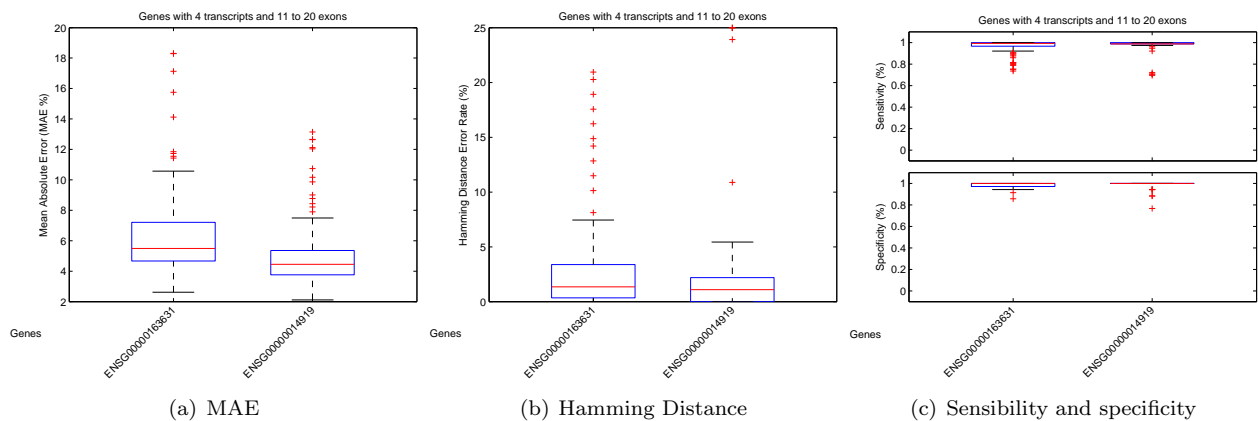 Genes with 4 transcripts and 11 to 20 exons
Mean Absolute Error (MAE %)
20
18
16
14
12
10
8
6
4
2
Genes
ENSG00000163631
ENSG00000014919
(a) MAE
Genes with 4 transcripts and 11 to 20 exons
Hamming Distance Error Rate (%)
25
20
15
10
5
0
Genes
ENSG00000163631
ENSG00000014919
(b) Hamming Distance
Genes with 4 transcripts and 11 to 20 exons
Sensitivity (%)
1
0.8
0.6
0.4
0.2
0
Specificity (%)
1
0.8
0.6
0.4
0.2
0
Genes
ENSG00000163631
ENSG00000014919
(c) Sensibility and specificity